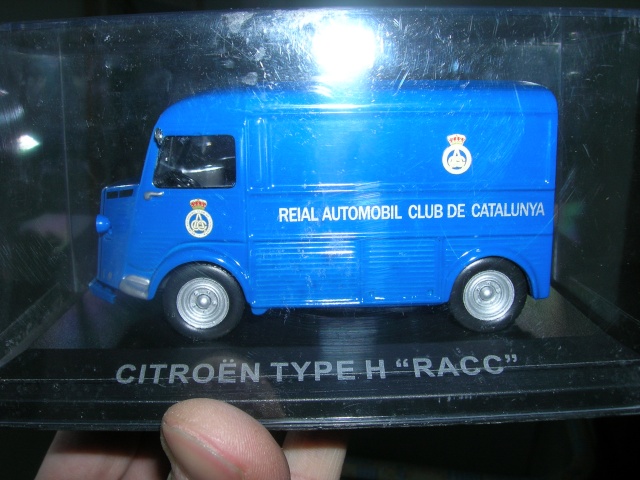 REIAL AUTOMOBIL CLUB DE CATALUNYA
CITROËN TYPE H “RACC”